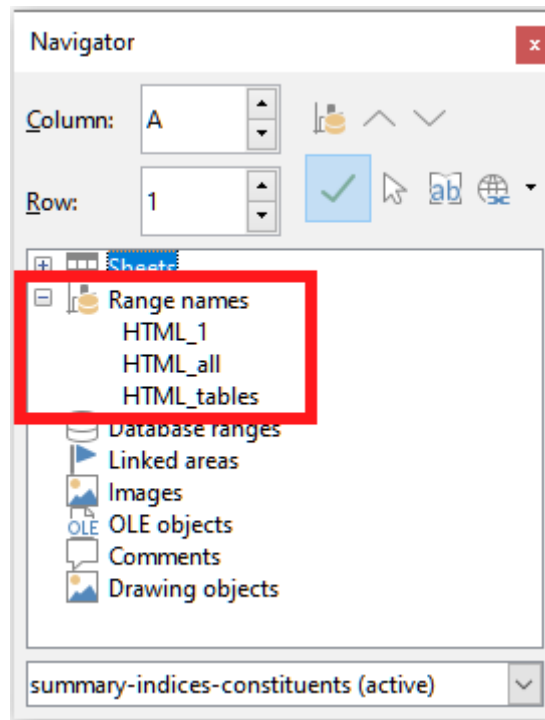 Navigator
x
Column: A
Row: 1
ab
Sheets
Range names
HTML_1
HTML_all
HTML_tables
Database ranges
Linked areas
Images
OLE OLE objects
Comments
Drawing objects
summary-indices-constituents (active)